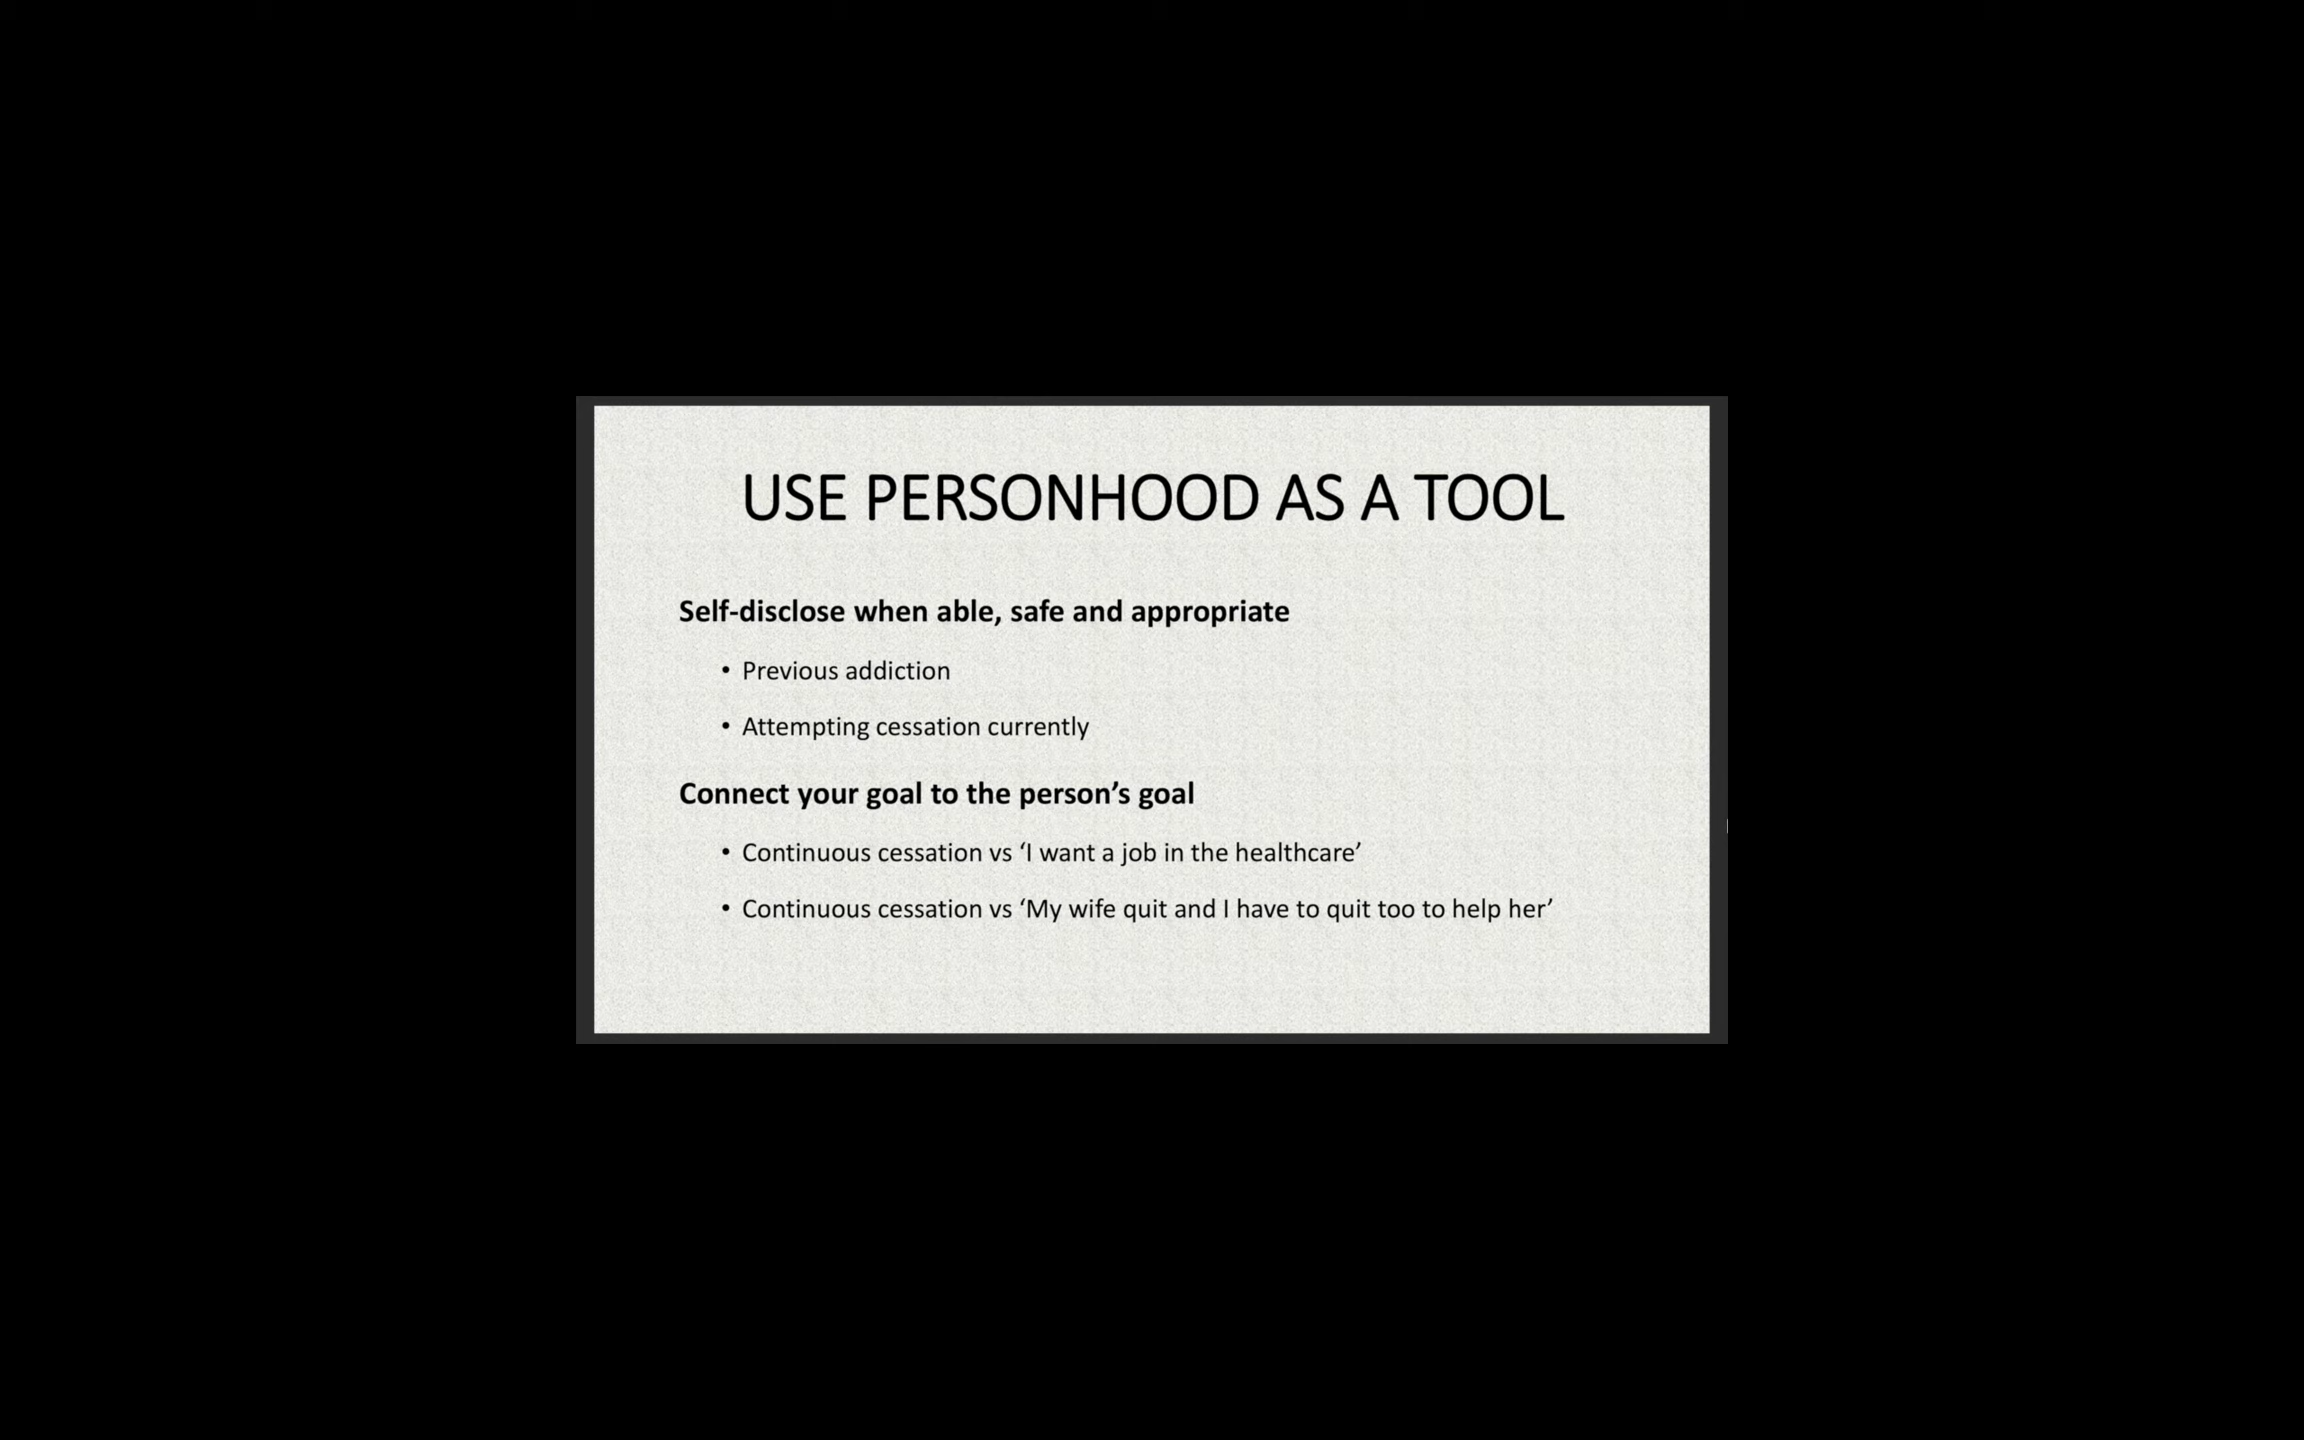 USE PERSONHOOD AS A TOOL
Self-disclose when able, safe and appropriate
• Previous addiction
• Attempting cessation currently
Connect your goal to the person’s goal
• Continuous cessation vs ‘I want a job in the healthcare’
• Continuous cessation vs ‘My wife quit and I have to quit too to help her’